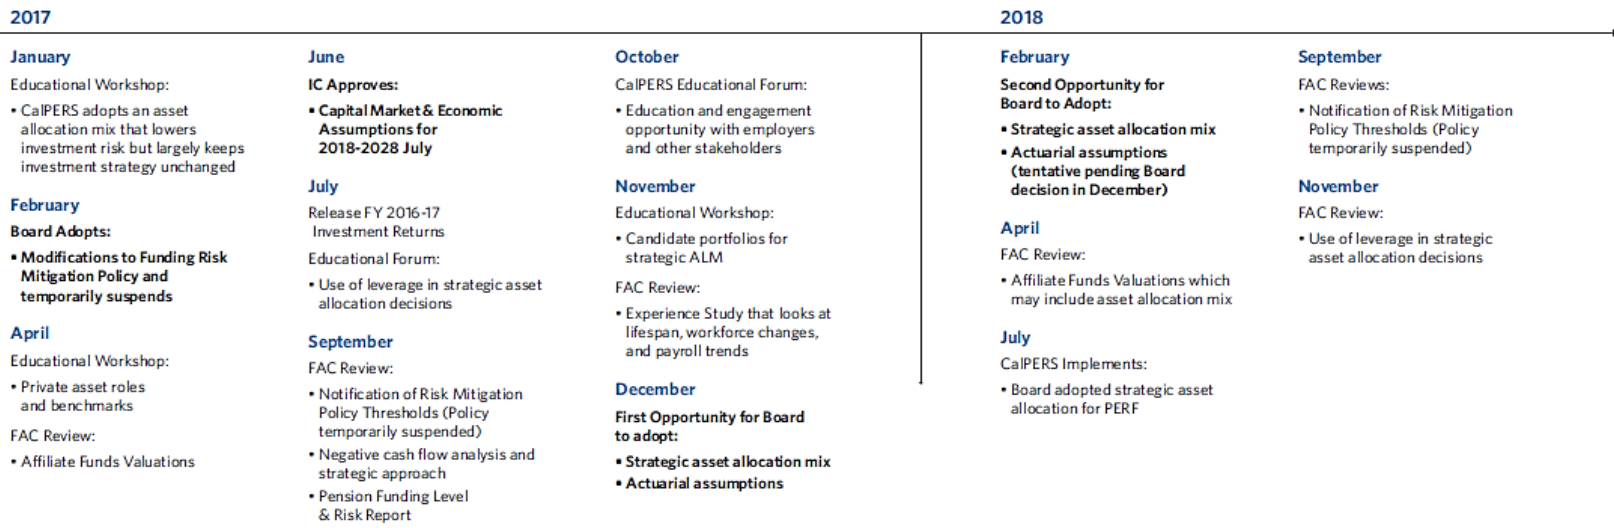 2017
January
Educational Workshop:
• CalPERS adopts an asset
allocation mix that lowers
investment risk but largely keeps
investment strategy unchanged
February
Board Adopts:
▪ Modifications to Funding Risk
Mitigation Policy and
temporarily suspends
April
Educational Workshop:
• Private asset roles
and benchmarks
FAC Review:
• Affiliate Funds Valuations
June
IC Approves:
▪ Capital Market & Economic
Assumptions for
2018-2028 July
July
Release FY 2016-17
Investment Returns
Educational Forum:
• Use of leverage in strategic asset
allocation decisions
September
FAC Review:
• Notification of Risk Mitigation
Policy Thresholds (Policy
temporarily suspended)
• Negative cash flow analysis and
strategic approach
• Pension Funding Level
& Risk Report
October
CalPERS Educational Forum:
• Education and engagement
opportunity with employers
and other stakeholders
November
Educational Workshop:
• Candidate portfolios for
strategic ALM
FAC Review:
• Experience Study that looks at
lifespan, workforce changes,
and payroll trends
December
First Opportunity for Board
to adopt:
▪ Strategic asset allocation mix
▪ Actuarial assumptions
2018
February
Second Opportunity for
Board to Adopt:
▪ Strategic asset allocation mix
▪ Actuarial assumptions
(tentative pending Board
decision in December)
April
FAC Review:
• Affiliate Funds Valuations which
may include asset allocation mix
July
CalPERS Implements:
• Board adopted strategic asset
allocation for PERF
September
FAC Reviews:
• Notification of Risk Mitigation
Policy Thresholds (Policy
temporarily suspended)
November
FAC Review:
• Use of leverage in strategic
asset allocation decisions